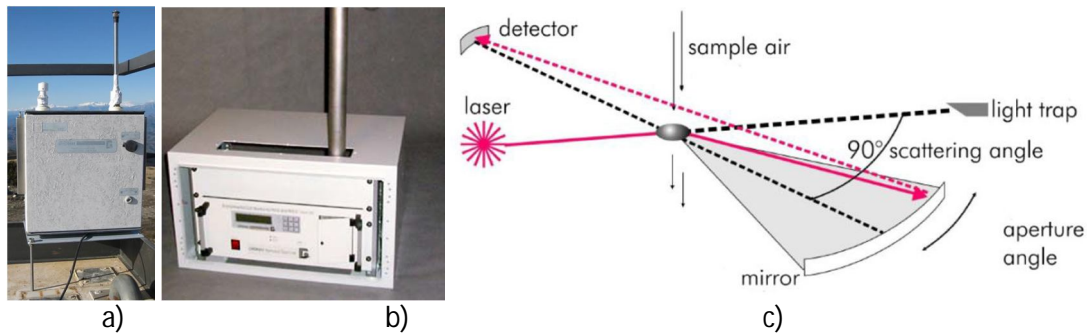 detector
sample air
laser
light trap
90° scattering angle
aperture
angle
mirror
a)
b)
c)